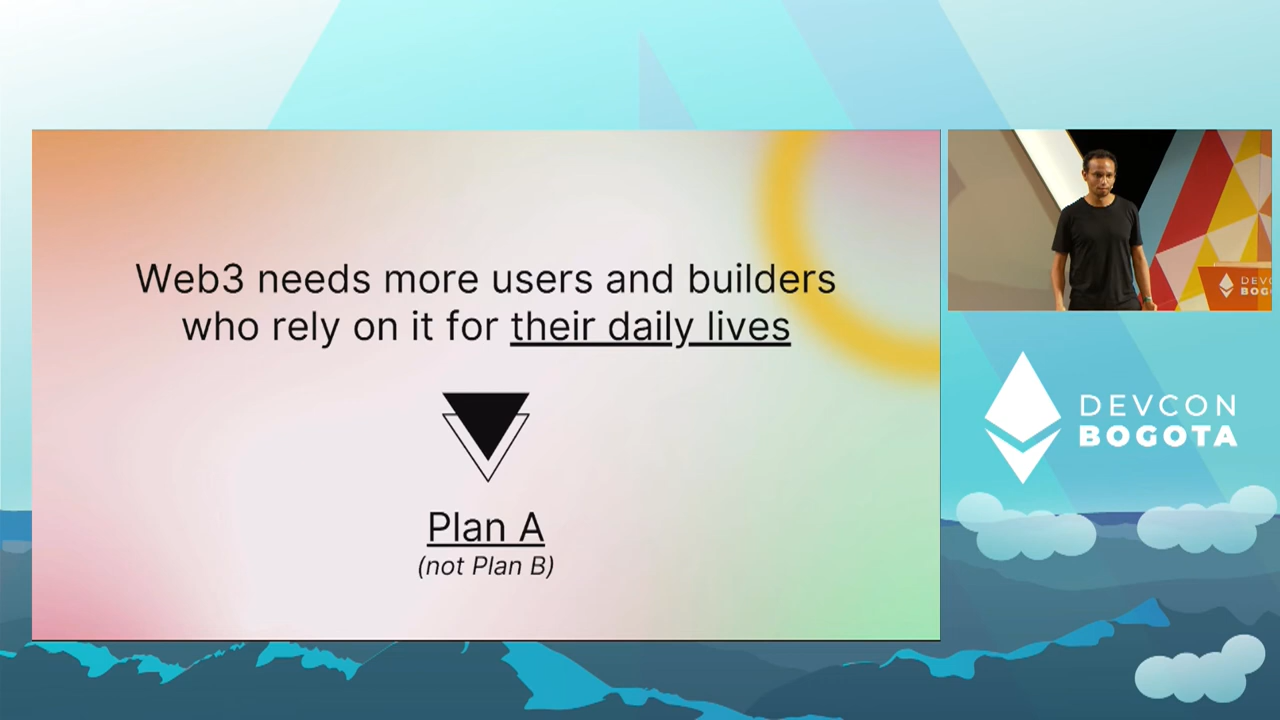 Web3 needs more users and builders
who rely on it for their daily lives
Plan A
(not Plan B)
DEVCON
BOGOTA